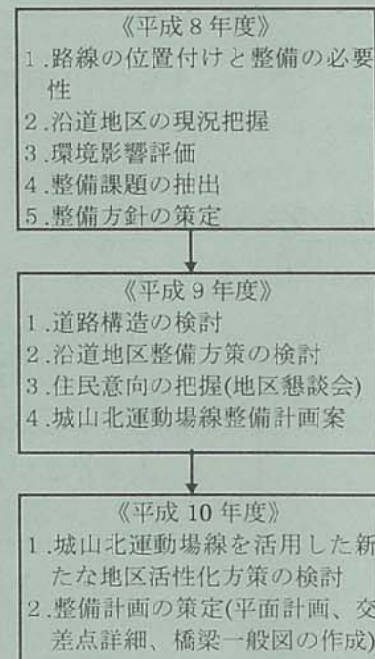 《平成8年度》
1.路線の位置付けと整備の必要
性
2.沿道地区の現況把握
3.環境影響評価
4.整備課題の抽出
5.整備方針の策定
《平成9年度》
1.道路構造の検討
2.沿道地区整備方策の検討
3.住民意向の把握(地区懇談会)
4.城山北運動場線整備計画案
《平成10年度》
1.城山北運動場線を活用した新
たな地区活性化方策の検討
2.整備計画の策定(平面計画、交
差点詳細、橋梁一般図の作成)